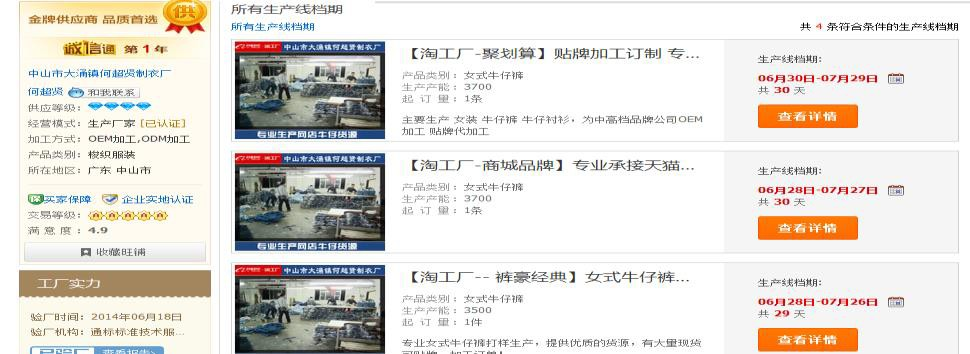 金牌供应商 品质首选
供
诚信通 第1年
中山市大涌镇何超贤制衣厂
何超贤 和我联系
供应等级：
经营模式： 生产厂家 [已认证]
加工方式： OEM加工,ODM加工
产品类别： 梭织服装
所在地区： 广东 中山市
买家保障 企业实地认证
交易等级：
满 意 度： 4.9
收藏旺铺
工厂实力
验厂时间： 2014年06月18日
验厂机构： 通标标准技术服...
查看报告>
所有生产线档期
所有生产线档期
共 4 条符合条件的生产线档期
中山市大涌镇何超贤制衣厂
专业生产网店牛仔货源
【淘工厂-聚划算】贴牌加工订制 专...
产品类别： 女式牛仔裤
生产产能： 3700
起 订 量： 1条
主要生产 女装 牛仔裤 牛仔衬衫，为中高档品牌公司OEM
加工 贴牌代加工
生产线档期:
06月30日-07月29日
共 30 天
查看详情
中山市大涌镇何超贤制衣厂
专业生产网店牛仔货源
【淘工厂-商城品牌】专业承接天猫...
产品类别： 女式牛仔裤
生产产能： 3700
起 订 量： 1条
生产线档期:
06月28日-07月27日
共 30 天
查看详情
中山市大涌镇何超贤制衣厂
专业生产网店牛仔货源
【淘工厂-- 裤豪经典】女式牛仔裤...
产品类别： 女式牛仔裤
生产产能： 3500
起 订 量： 1件
专业女式牛仔裤打样生产，提供优质的货源，有大量现货
生产线档期:
06月28日-07月26日
共 29 天
查看详情